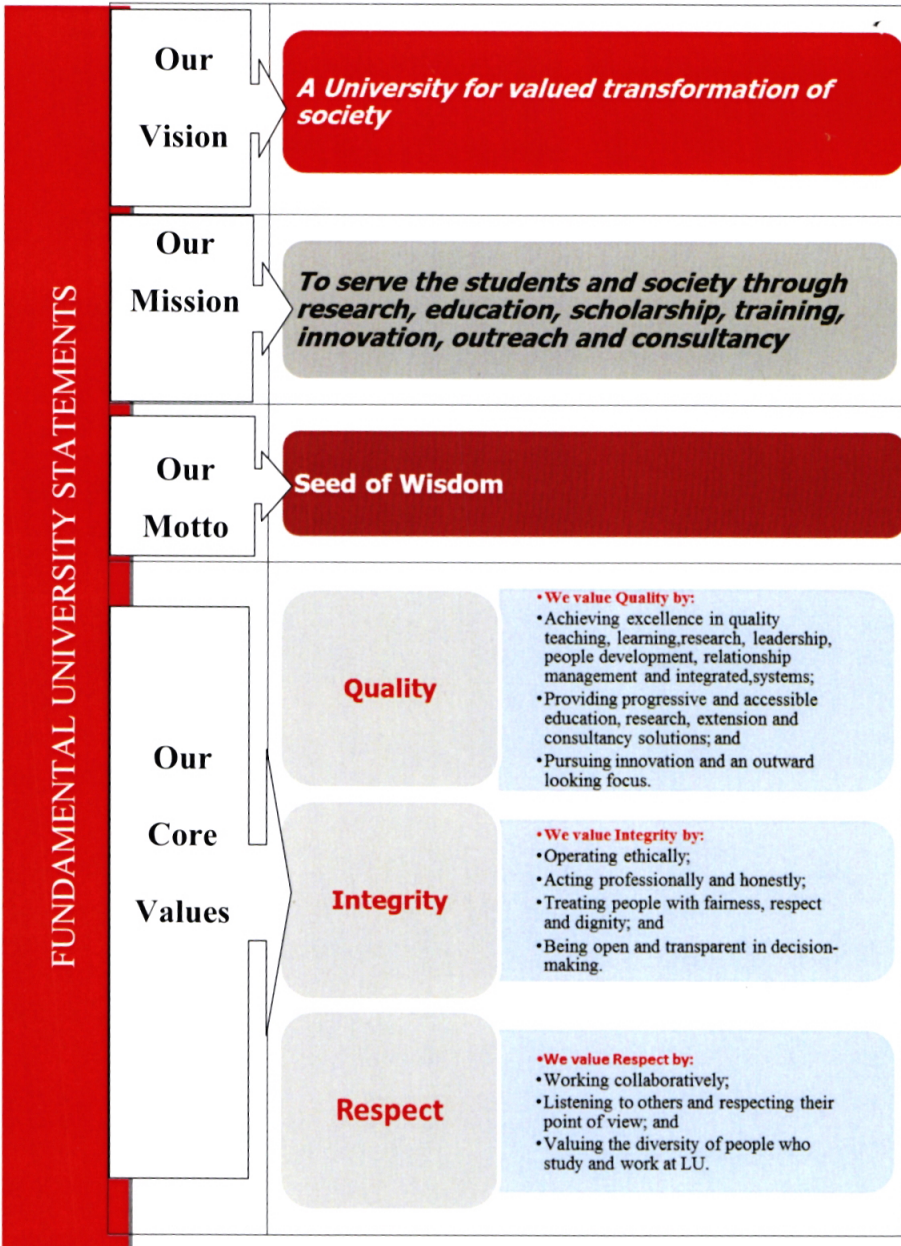 FUNDAMENTAL UNIVERSITY STATEMENTS
Our
Vision
A University for valued transformation of
society
Our
Mission
To serve the students and society through
research, education, scholarship, training,
innovation, outreach and consultancy
Our
Motto
Seed of Wisdom
Our
Core
Values
Quality
•We value Quality by:
•Achieving excellence in quality
teaching, learning,research, leadership,
people development, relationship
management and integrated,systems;
•Providing progressive and accessible
education, research, extension and
consultancy solutions; and
•Pursuing innovation and an outward
looking focus.
Integrity
•We value Integrity by:
•Operating ethically;
•Acting professionally and honestly;
•Treating people with fairness, respect
and dignity; and
•Being open and transparent in decision-
making.
Respect
•We value Respect by:
•Working collaboratively;
•Listening to others and respecting their
point of view; and
•Valuing the diversity of people who
study and work at LU.